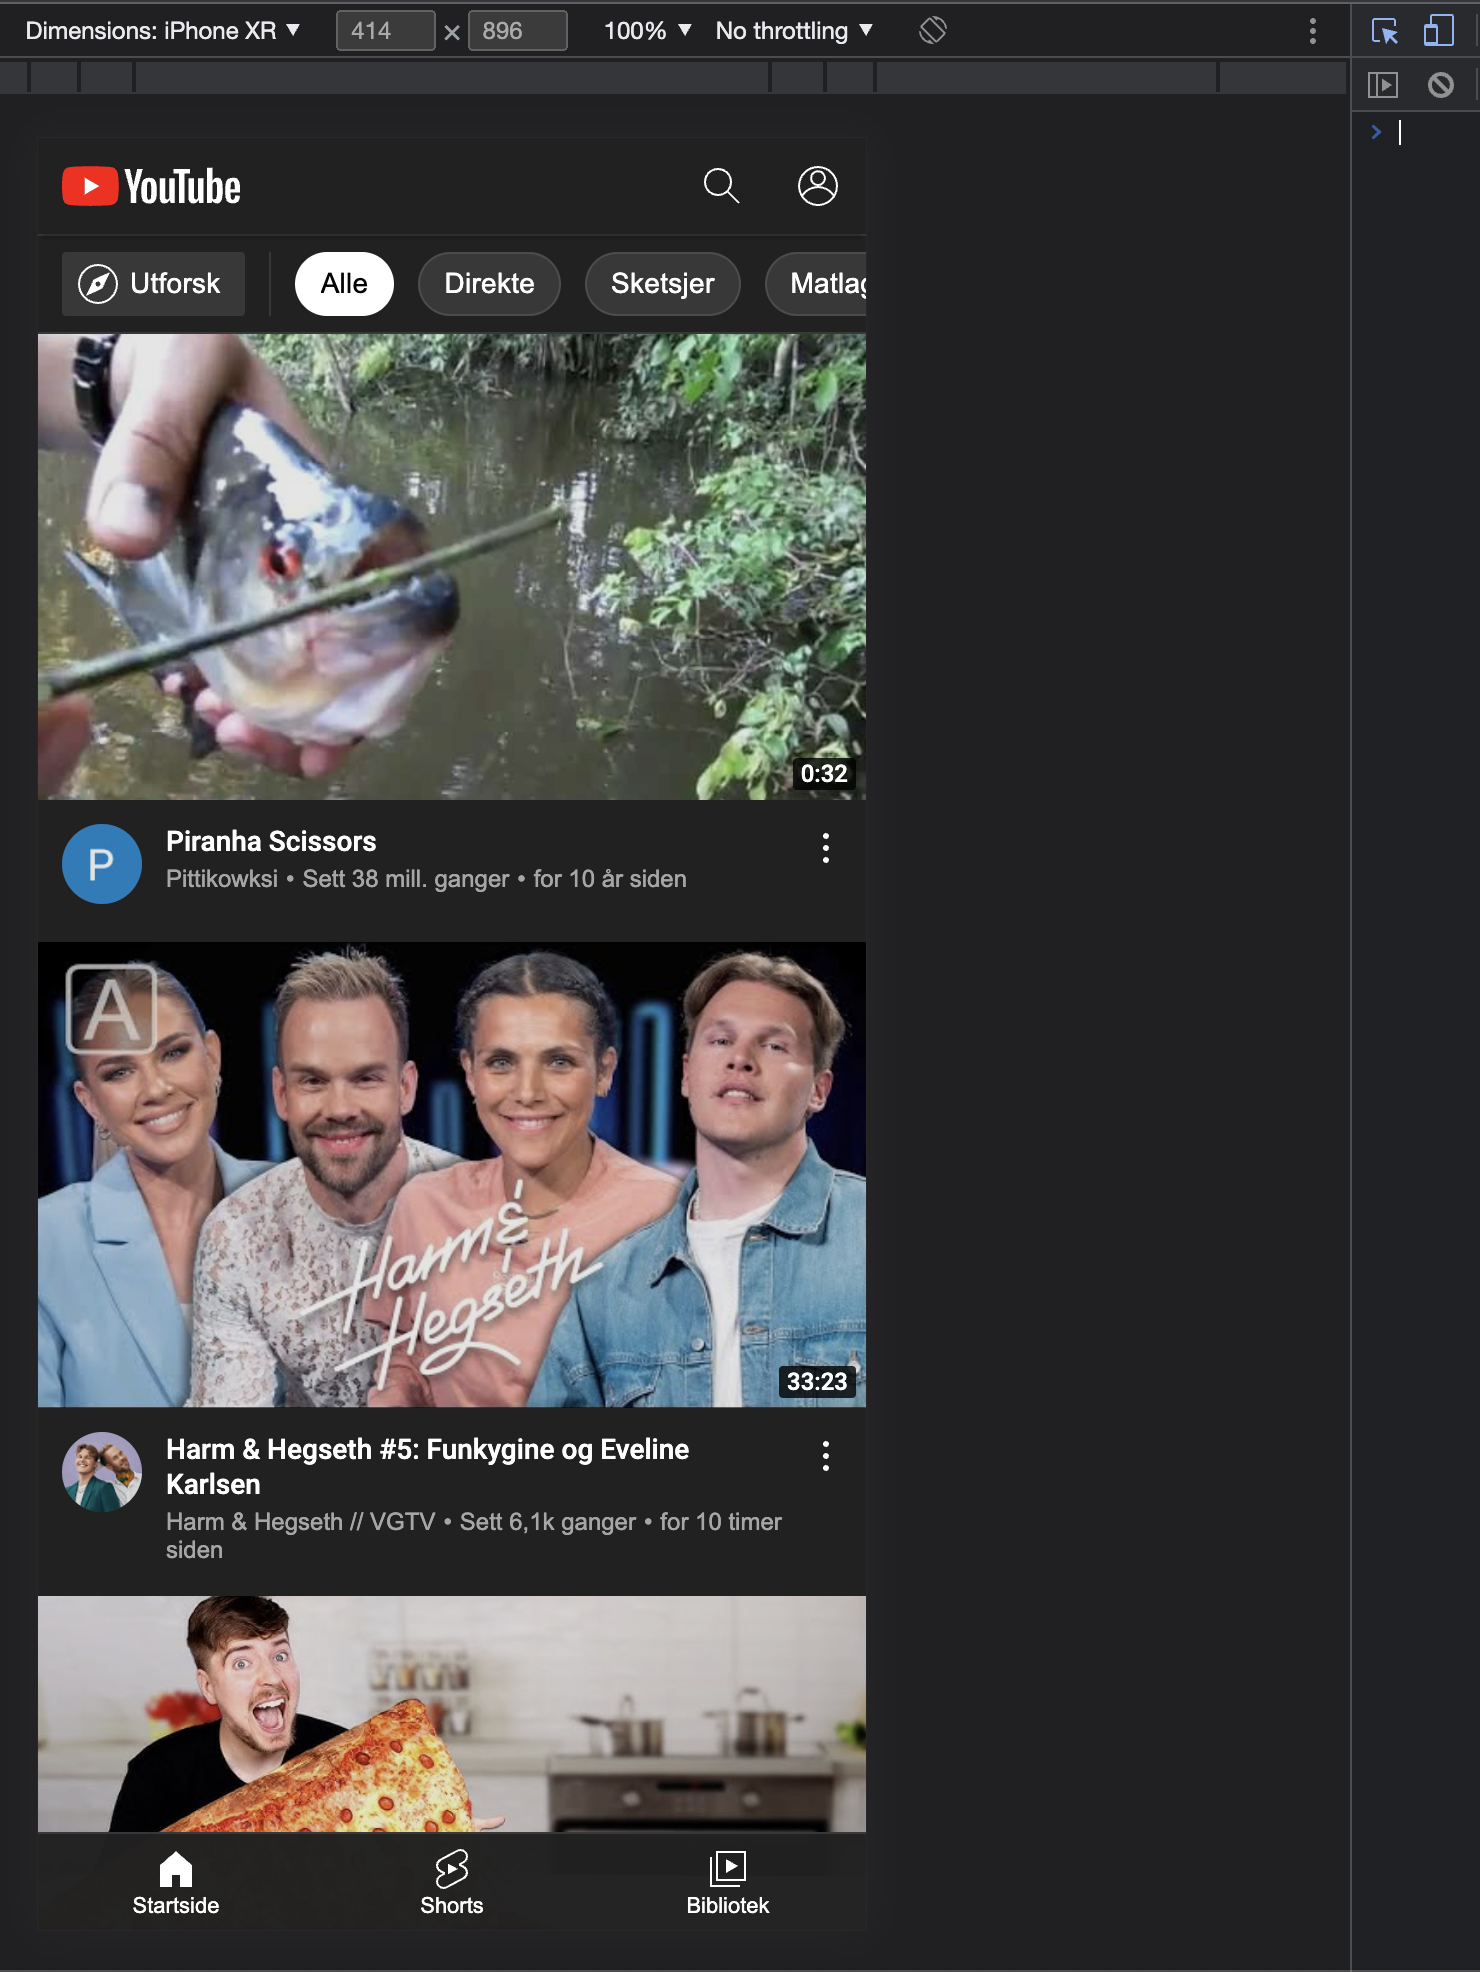 Dimensions: iPhone XR ▼ 414 × 896 100% ▼ No throttling ▼
YouTube
Utforsk Alle Direkte Sketsjer Matlag
0:32
P
Piranha Scissors
Pittikowksi • Sett 38 mill. ganger • for 10 år siden
A
Harm &
Hegseth
33:23
Harm & Hegseth #5: Funkygine og Eveline
Karlsen
Harm & Hegseth // VGTV • Sett 6,1k ganger • for 10 timer
siden
Startside Shorts Bibliotek